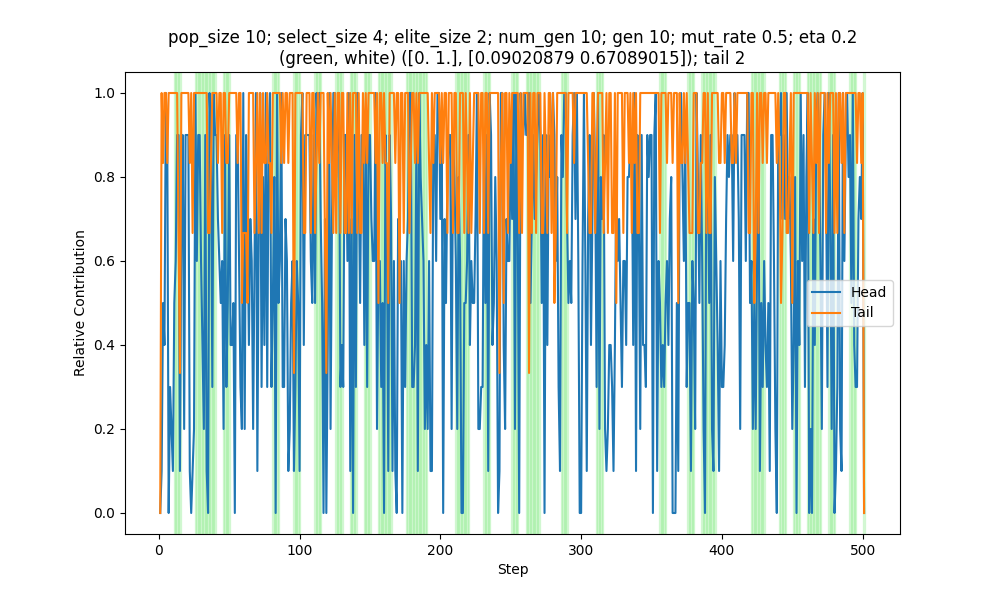 pop_size 10; select_size 4; elite_size 2; num_gen 10; gen 10; mut_rate 0.5; eta 0.2
(green, white) ([0. 1.], [0.09020879 0.67089015]); tail 2
1.0
0.8
0.6
0.4
0.2
0.0
Relative Contribution
Head
Tail
0
100
200
300
400
500
Step